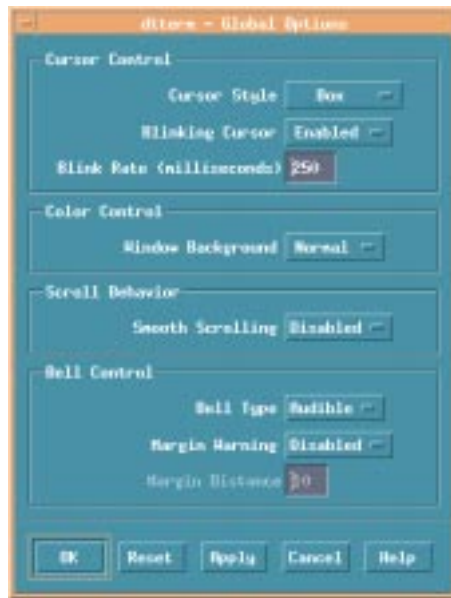 dtterm - Global Options
Cursor Control
Cursor Style Box
Blinking Cursor Enabled
Blink Rate (milliseconds) 250
Color Control
Window Background Normal
Scroll Behavior
Smooth Scrolling Disabled
Bell Control
Bell Type Audible
Margin Warning Disabled
Margin Distance 10
OK Reset Apply Cancel Help